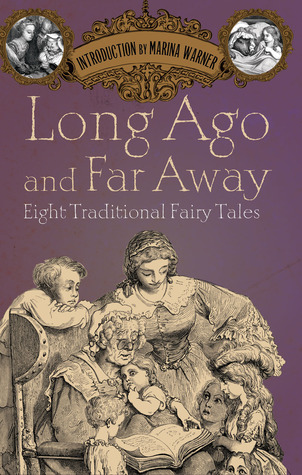 INTRODUCTION BY MARINA WARNER
Long Ago
and Far Away
Eight Traditional Fairy Tales